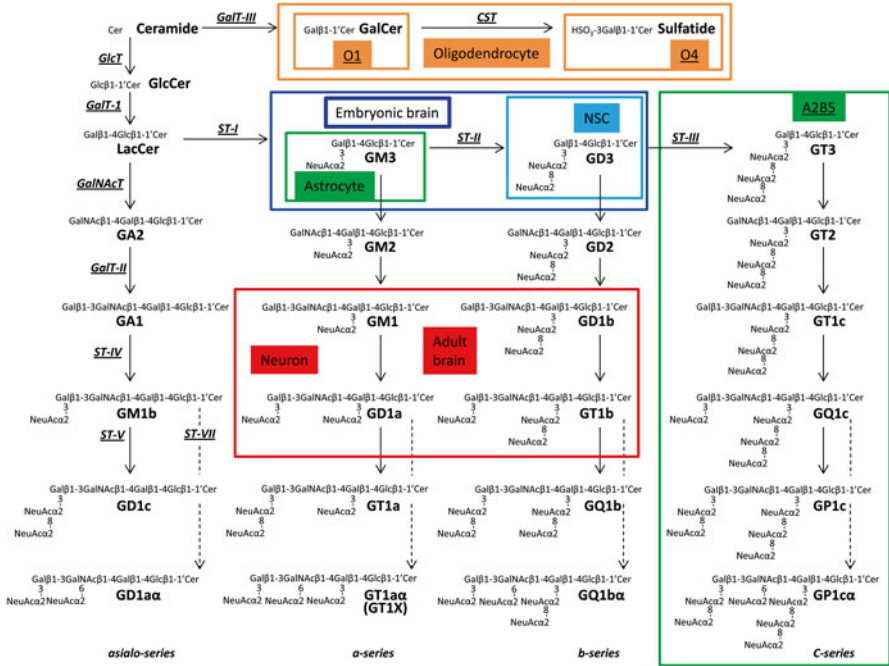 Cer Ceramide GalT-III Galβ1-1'Cer GalCer CST HSO3-3Galβ1-1'Cer Sulfatide
O1 Oligodendrocyte O4
GlcT
Glcβ1-1'Cer GlcCer
GalT-1
Embryonic brain NSC A2B5
Galβ1-4Glcβ1-1'Cer ST-I Galβ1-4Glcβ1-1'Cer ST-II Galβ1-4Glcβ1-1'Cer ST-III Galβ1-4Glcβ1-1'Cer
LacCer 3 GM3 3 GD3 3 GT3
NeuAcα2 NeuAcα2 NeuAcα2
8 8
NeuAcα2 NeuAcα2
8
NeuAcα2
GalNAcT Astrocyte
GalNAcβ1-4Galβ1-4Glcβ1-1'Cer GalNAcβ1-4Galβ1-4Glcβ1-1'Cer GalNAcβ1-4Galβ1-4Glcβ1-1'Cer GalNAcβ1-4Galβ1-4Glcβ1-1'Cer
GA2 3 GM2 3 GD2 3 GT2
NeuAcα2 NeuAcα2 NeuAcα2
8 8
NeuAcα2 NeuAcα2
8
NeuAcα2
GalT-II
Galβ1-3GalNAcβ1-4Galβ1-4Glcβ1-1'Cer Galβ1-3GalNAcβ1-4Galβ1-4Glcβ1-1'Cer Galβ1-3GalNAcβ1-4Galβ1-4Glcβ1-1'Cer Galβ1-3GalNAcβ1-4Galβ1-4Glcβ1-1'Cer
GA1 3 GM1 3 GD1b 3 GT1c
NeuAcα2 NeuAcα2 NeuAcα2
8 8
NeuAcα2 NeuAcα2
8
NeuAcα2
ST-IV Neuron Adult
brain
Galβ1-3GalNAcβ1-4Galβ1-4Glcβ1-1'Cer Galβ1-3GalNAcβ1-4Galβ1-4Glcβ1-1'Cer Galβ1-3GalNAcβ1-4Galβ1-4Glcβ1-1'Cer Galβ1-3GalNAcβ1-4Galβ1-4Glcβ1-1'Cer
3 GM1b 3 3 GD1a 3 3 GT1b 3 3 GQ1c
NeuAcα2 NeuAcα2 NeuAcα2 NeuAcα2 NeuAcα2 NeuAcα2 NeuAcα2
8 8
NeuAcα2 NeuAcα2
8
NeuAcα2
ST-V ST-VII
Galβ1-3GalNAcβ1-4Galβ1-4Glcβ1-1'Cer Galβ1-3GalNAcβ1-4Galβ1-4Glcβ1-1'Cer Galβ1-3GalNAcβ1-4Galβ1-4Glcβ1-1'Cer Galβ1-3GalNAcβ1-4Galβ1-4Glcβ1-1'Cer
3 GD1c 3 3 GT1a 3 3 GQ1b 3 3 GP1c
NeuAcα2 NeuAcα2 NeuAcα2 NeuAcα2 NeuAcα2 NeuAcα2 NeuAcα2
8 8 8 8 8 8
NeuAcα2 NeuAcα2 NeuAcα2 NeuAcα2 NeuAcα2 NeuAcα2
8
NeuAcα2
Galβ1-3GalNAcβ1-4Galβ1-4Glcβ1-1'Cer Galβ1-3GalNAcβ1-4Galβ1-4Glcβ1-1'Cer Galβ1-3GalNAcβ1-4Galβ1-4Glcβ1-1'Cer Galβ1-3GalNAcβ1-4Galβ1-4Glcβ1-1'Cer
3 6 GD1aα 3 6 3 GT1aα 3 6 3 GQ1bα 3 6 3 GP1cα
NeuAcα2 NeuAcα2 NeuAcα2 NeuAcα2 NeuAcα2 (GT1X) NeuAcα2 NeuAcα2 NeuAcα2 NeuAcα2 NeuAcα2 NeuAcα2
8 8 8
NeuAcα2 NeuAcα2 NeuAcα2
8
NeuAcα2
asialo-series a-series b-series C-series